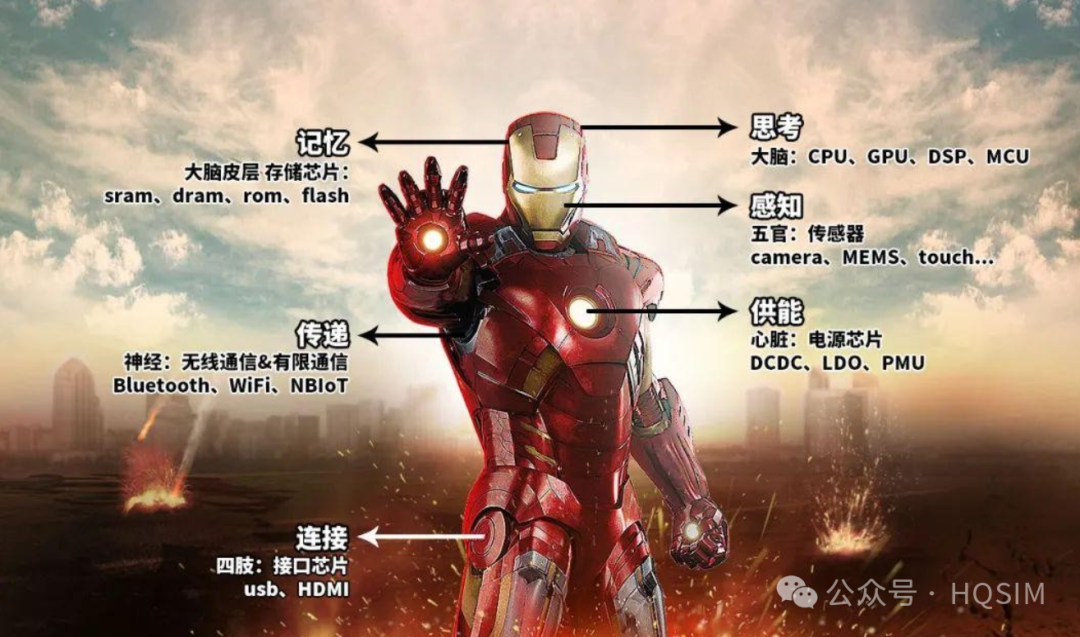 记忆
大脑皮层 存储芯片：
sram、dram、rom、flash
传递
神经：无线通信&有限通信
Bluetooth、WiFi、NBIoT
连接
四肢：接口芯片
usb、HDMI
思考
大脑：CPU、GPU、DSP、MCU
感知
五官：传感器
camera、MEMS、touch...
供能
心脏：电源芯片
DCDC、LDO、PMU
公众号 · HQSIM